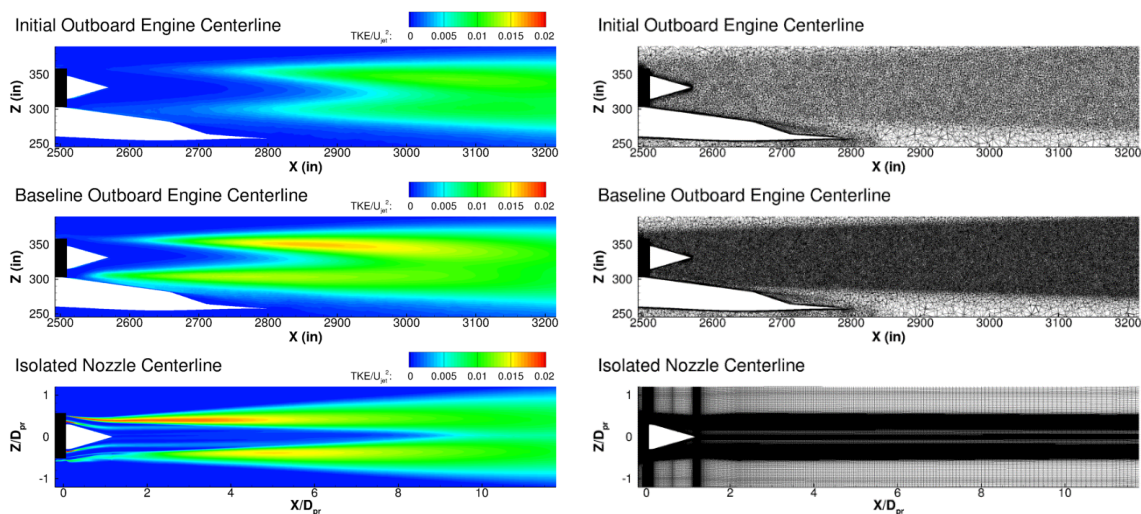 Initial Outboard Engine Centerline
TKE/U_jet²: 0 0.005 0.01 0.015 0.02
Z (in)
350
300
250
2500 2600 2700 2800 2900 3000 3100 3200
X (in)
Baseline Outboard Engine Centerline
TKE/U_jet²: 0 0.005 0.01 0.015 0.02
Z (in)
350
300
250
2500 2600 2700 2800 2900 3000 3100 3200
X (in)
Isolated Nozzle Centerline
TKE/U_jet²: 0 0.005 0.01 0.015 0.02
Z/D_pr
1
0
-1
0 2 4 6 8 10
X/D_pr
Initial Outboard Engine Centerline
Z (in)
350
300
250
2500 2600 2700 2800 2900 3000 3100 3200
X (in)
Baseline Outboard Engine Centerline
Z (in)
350
300
250
2500 2600 2700 2800 2900 3000 3100 3200
X (in)
Isolated Nozzle Centerline
Z/D_pr
1
0
-1
0 2 4 6 8 10
X/D_pr